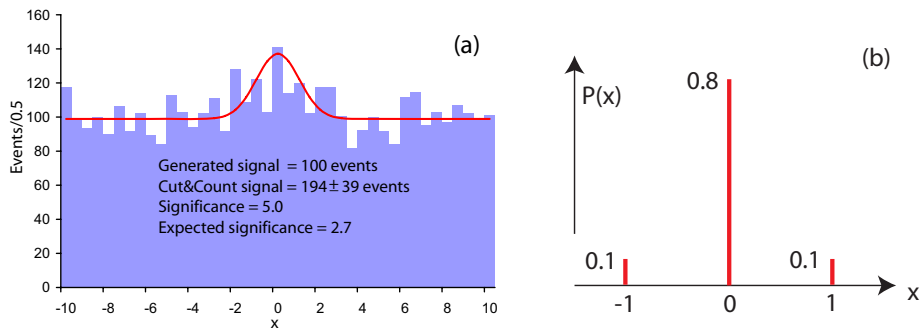 (a)
Events/0.5
160
140
120
100
80
60
40
20
0
Generated signal = 100 events
Cut&Count signal = 194 ± 39 events
Significance = 5.0
Expected significance = 2.7
-10 -8 -6 -4 -2 0 2 4 6 8 10
x
(b)
P(x)
0.8
0.1
0.1
-1 0 1 x